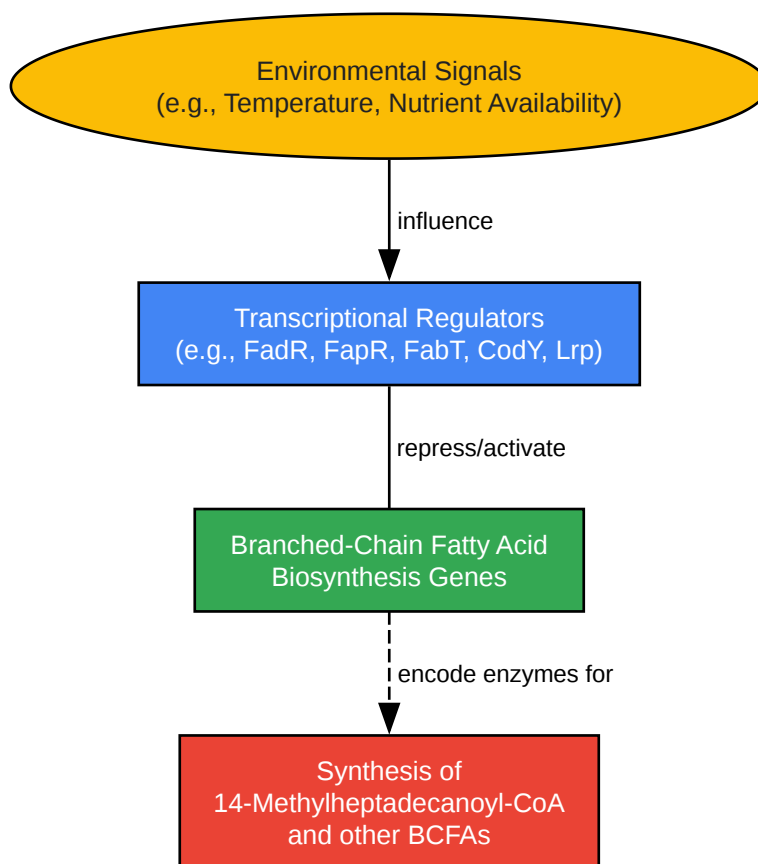 Environmental Signals
(e.g., Temperature, Nutrient Availability)
influence
Transcriptional Regulators
(e.g., FadR, FapR, FabT, CodY, Lrp)
repress/activate
Branched-Chain Fatty Acid
Biosynthesis Genes
encode enzymes for
Synthesis of
14-Methylheptadecanoyl-CoA
and other BCFAs